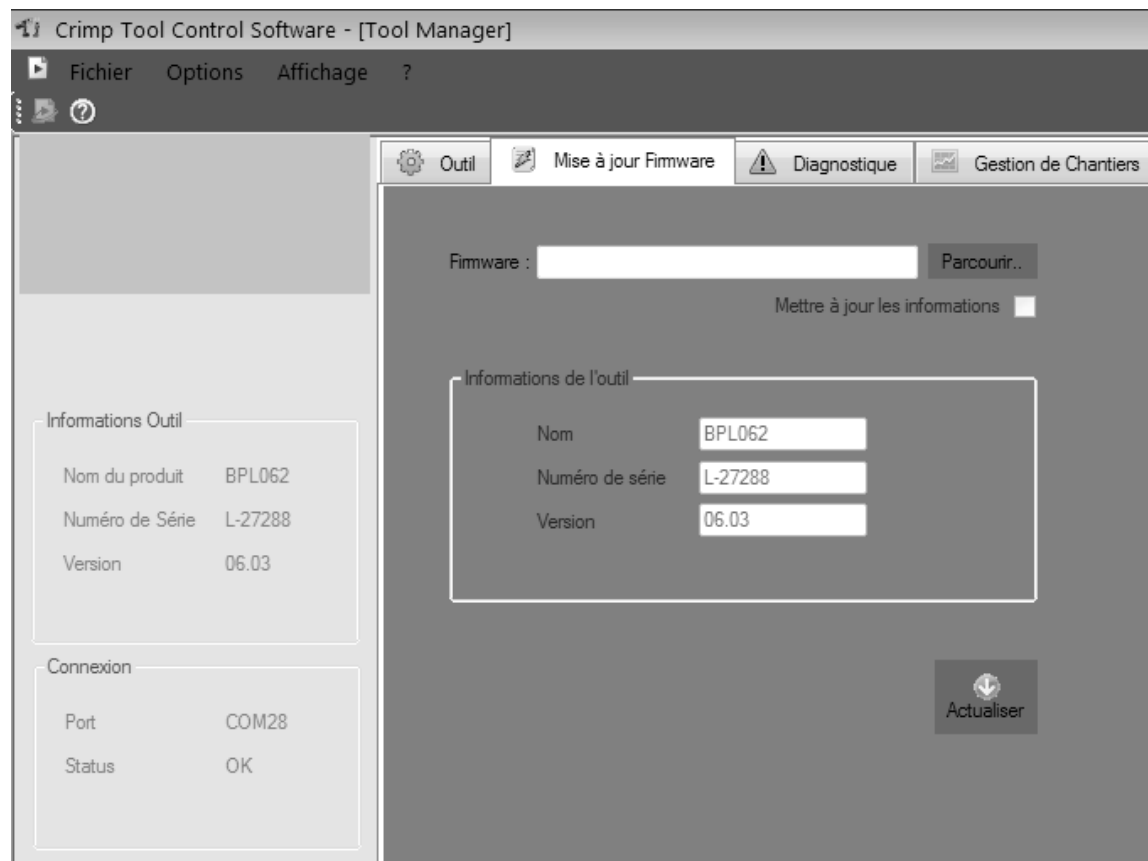 Crimp Tool Control Software - [Tool Manager]
Fichier Options Affichage ?
Outil Mise à jour Firmware Diagnostique Gestion de Chantiers
Firmware : Parcourir..
Mettre à jour les informations
Informations de l'outil
Nom BPL062
Numéro de série L-27288
Version 06.03
Actualiser
Informations Outil
Nom du produit BPL062
Numéro de Série L-27288
Version 06.03
Connexion
Port COM28
Status OK